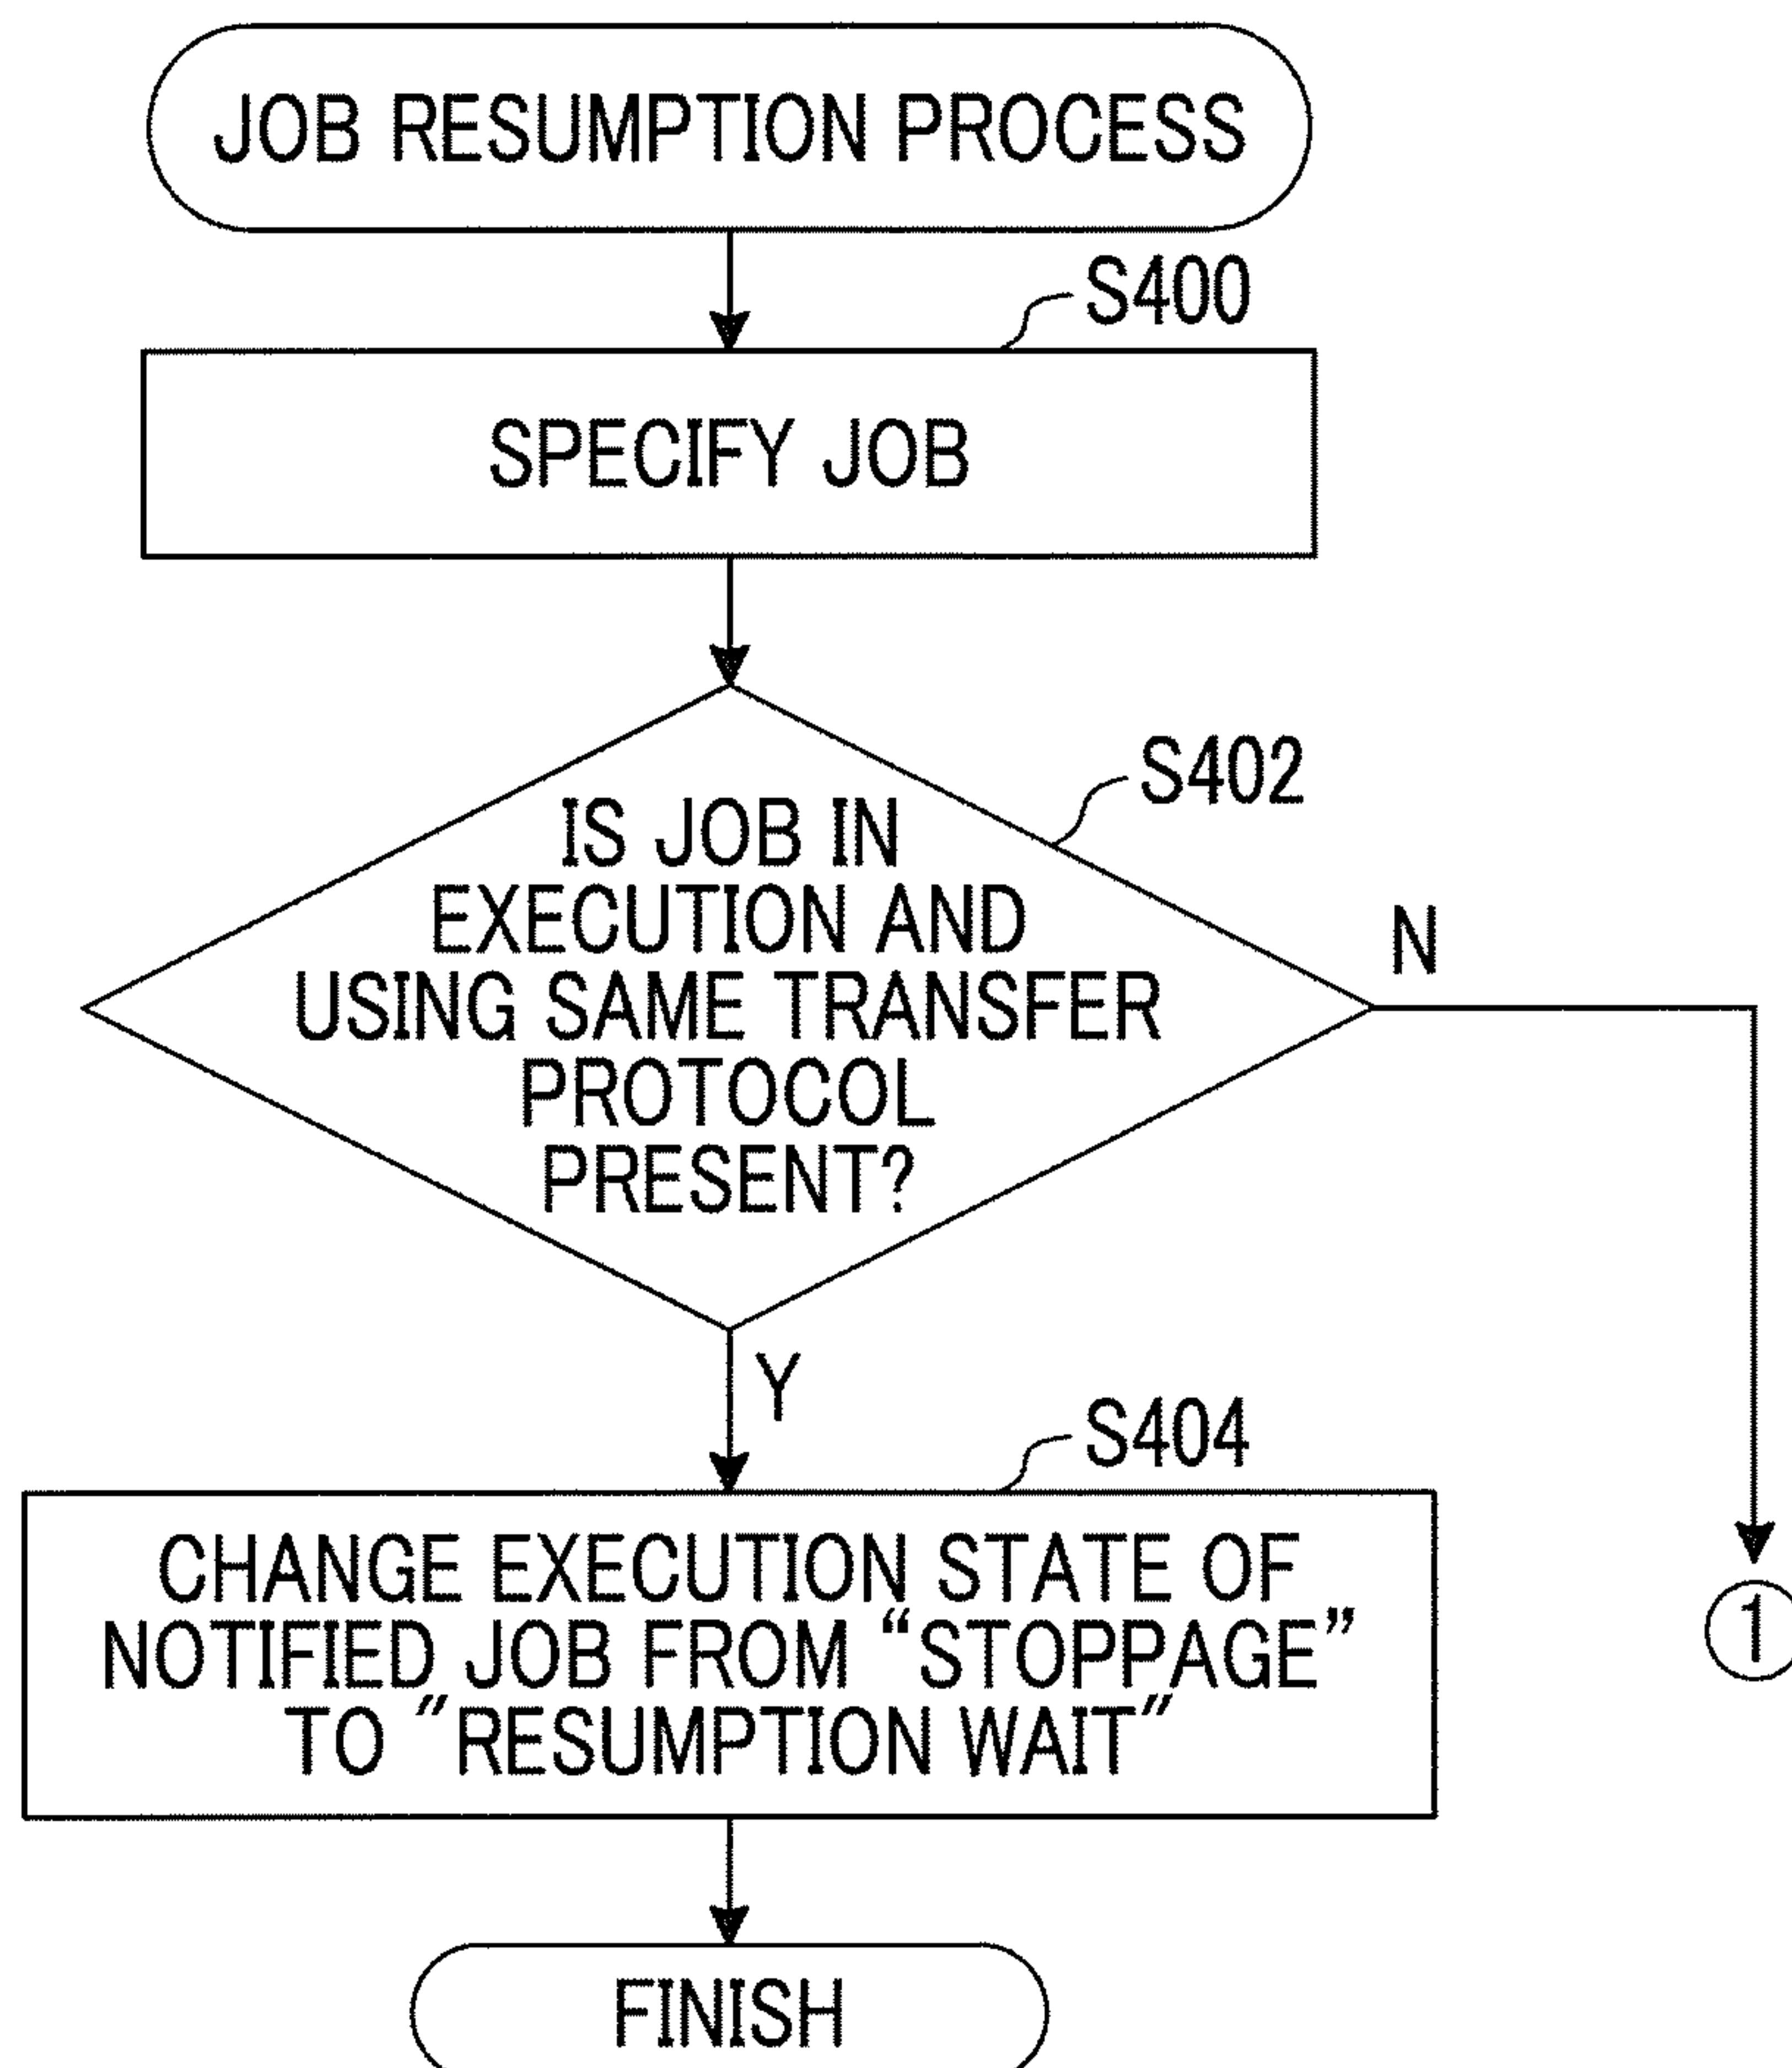 JOB RESUMPTION PROCESS
S400
SPECIFY JOB
S402
IS JOB IN
EXECUTION AND
USING SAME TRANSFER
PROTOCOL
PRESENT?
N
Y
S404
CHANGE EXECUTION STATE OF
NOTIFIED JOB FROM “STOPPAGE”
TO "RESUMPTION WAIT"
1
FINISH